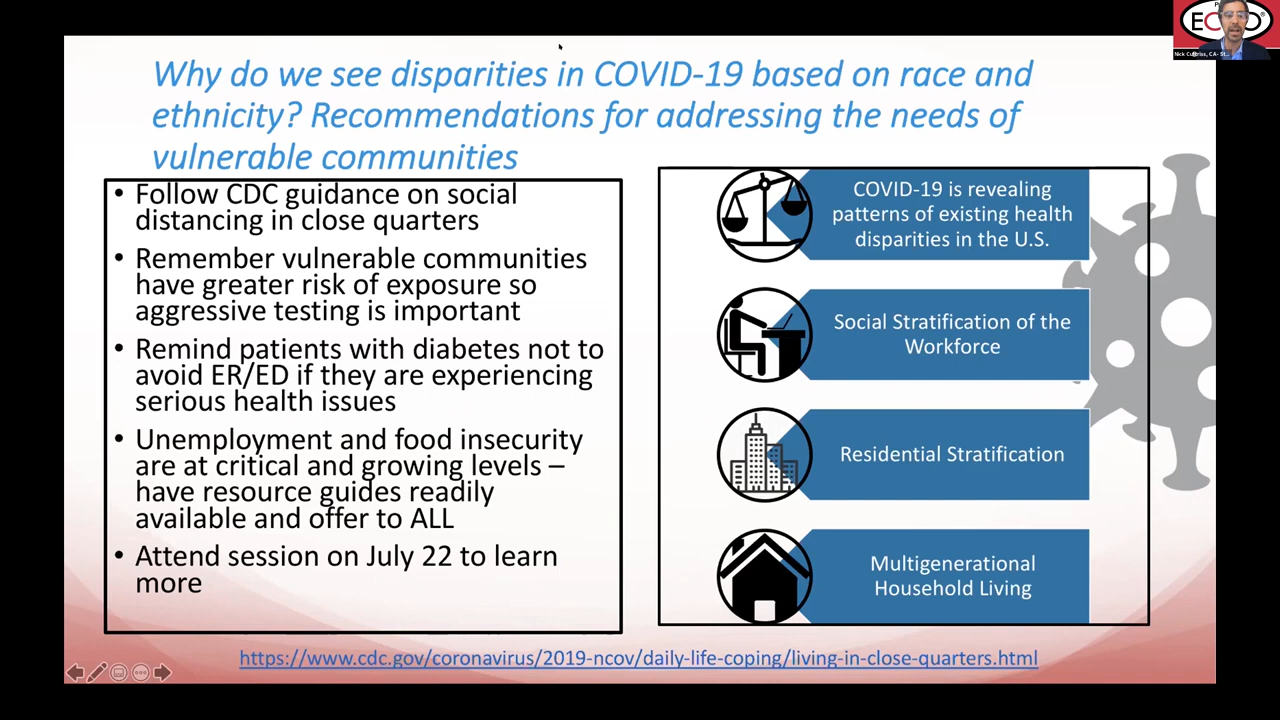 Why do we see disparities in COVID-19 based on race and
ethnicity? Recommendations for addressing the needs of
vulnerable communities
• Follow CDC guidance on social
distancing in close quarters
• Remember vulnerable communities
have greater risk of exposure so
aggressive testing is important
• Remind patients with diabetes not to
avoid ER/ED if they are experiencing
serious health issues
• Unemployment and food insecurity
are at critical and growing levels –
have resource guides readily
available and offer to ALL
• Attend session on July 22 to learn
more
COVID-19 is revealing
patterns of existing health
disparities in the U.S.
Social Stratification of the
Workforce
Residential Stratification
Multigenerational
Household Living
https://www.cdc.gov/coronavirus/2019-ncov/daily-life-coping/living-in-close-quarters.html